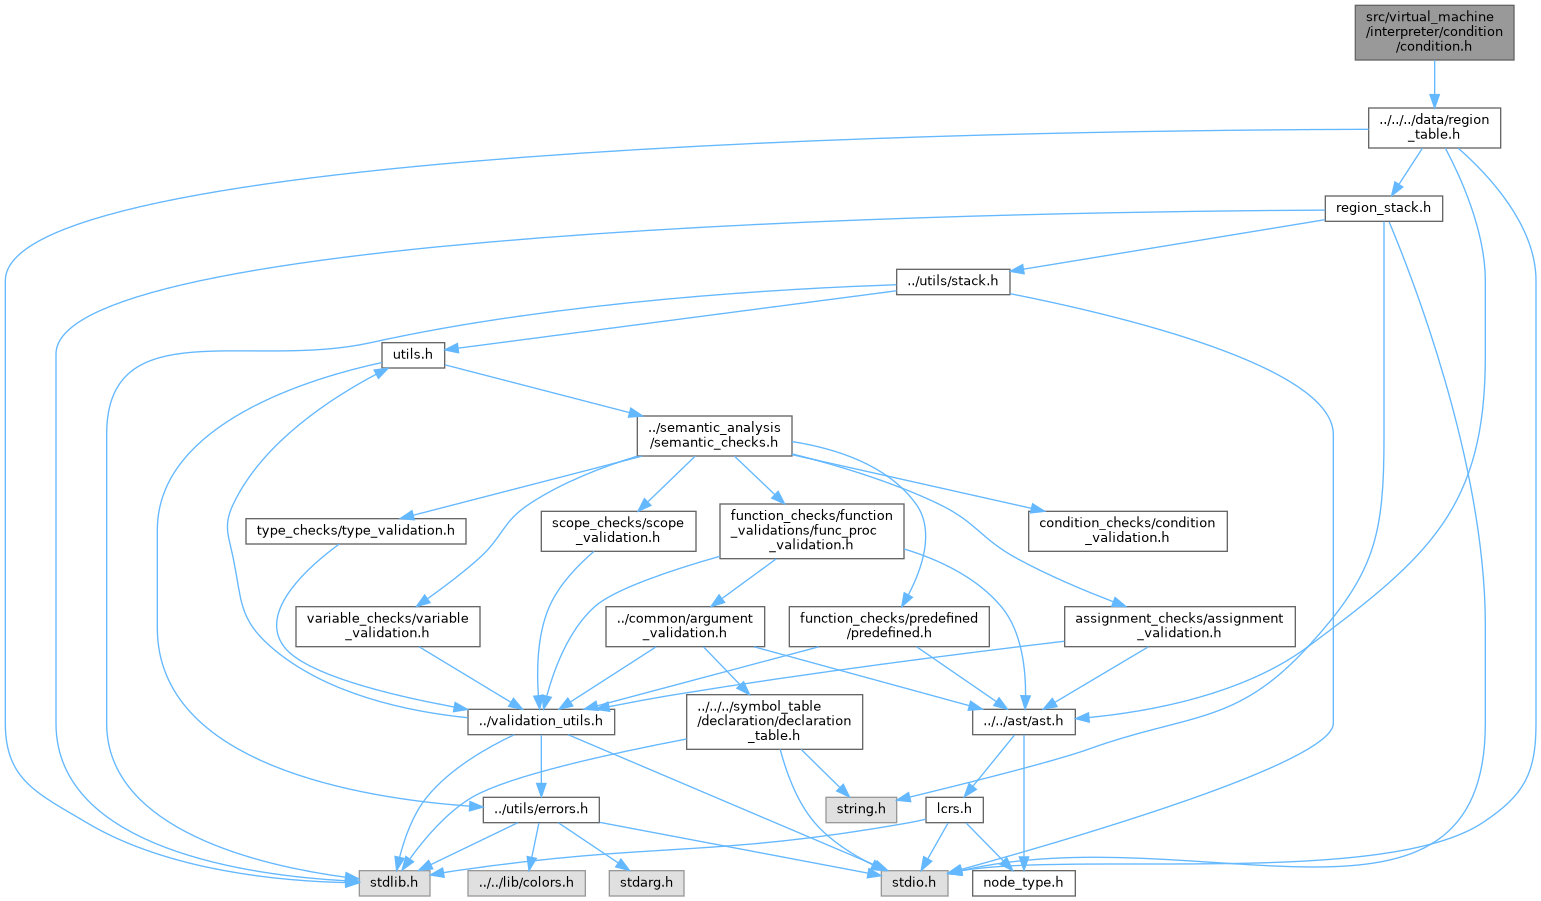 src/virtual_machine
/interpreter/condition
/condition.h
../../../data/region
_table.h
region_stack.h
../utils/stack.h
utils.h
../semantic_analysis
/semantic_checks.h
type_checks/type_validation.h
scope_checks/scope
_validation.h
function_checks/function
_validations/func_proc
_validation.h
condition_checks/condition
_validation.h
variable_checks/variable
_validation.h
../common/argument
_validation.h
function_checks/predefined
/predefined.h
assignment_checks/assignment
_validation.h
../validation_utils.h
../../../symbol_table
/declaration/declaration
_table.h
../../ast/ast.h
../utils/errors.h
string.h
lcrs.h
stdlib.h
../../lib/colors.h
stdarg.h
stdio.h
node_type.h